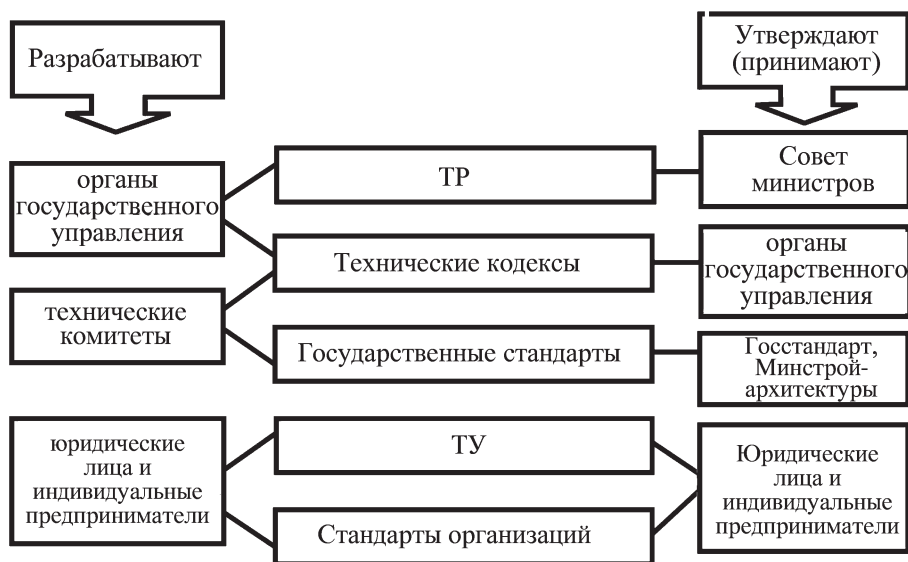 Разрабатывают
Утверждают
(принимают)
органы
государственного
управления
ТР
Совет
министров
Технические кодексы
органы
государственного
управления
технические
комитеты
Государственные стандарты
Госстандарт,
Минстрой-
архитектуры
юридические
лица и
индивидуальные
предприниматели
ТУ
Стандарты организаций
Юридические
лица и
индивидуальные
предприниматели